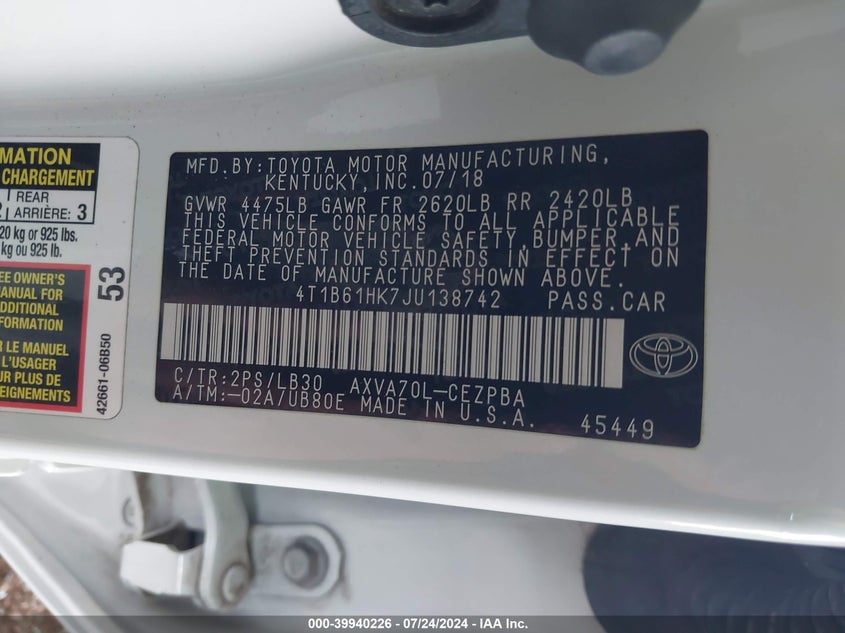 MATION
CHARGEMENT
2 REAR
ARRIÈRE: 3
20 kg or 925 lbs.
kg ou 925 lb.
EE OWNER'S
MANUAL FOR
ADDITIONAL
FORMATION
R LE MANUEL
L'USAGER
UR PLUS DE
53
42661-06B50
MFD.BY:TOYOTA MOTOR MANUFACTURING,
KENTUCKY,INC.07/18
GVWR 4475LB GAWR FR 2620LB RR 2420LB
THIS VEHICLE CONFORMS TO ALL APPLICABLE
FEDERAL MOTOR VEHICLE SAFETY,BUMPER,AND
THEFT PREVENTION STANDARDS IN EFFECT ON
THE DATE OF MANUFACTURE SHOWN ABOVE.
4T1B61HK7JU138742 PASS.CAR
C/TR:2PS/LB30 AXVA70L-CEZPBA
A/TM:-02A/UB80E MADE IN U.S.A.
45449
000-39940226 - 07/24/2024 - IAA Inc.